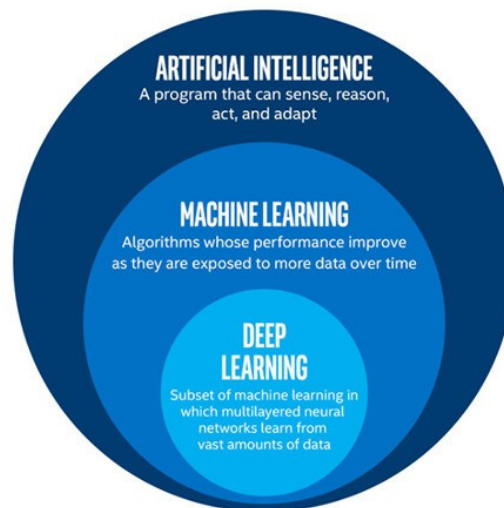 ARTIFICIAL INTELLIGENCE
A program that can sense, reason,
act, and adapt
MACHINE LEARNING
Algorithms whose performance improve
as they are exposed to more data over time
DEEP
LEARNING
Subset of machine learning in
which multilayered neural
networks learn from
vast amounts of data